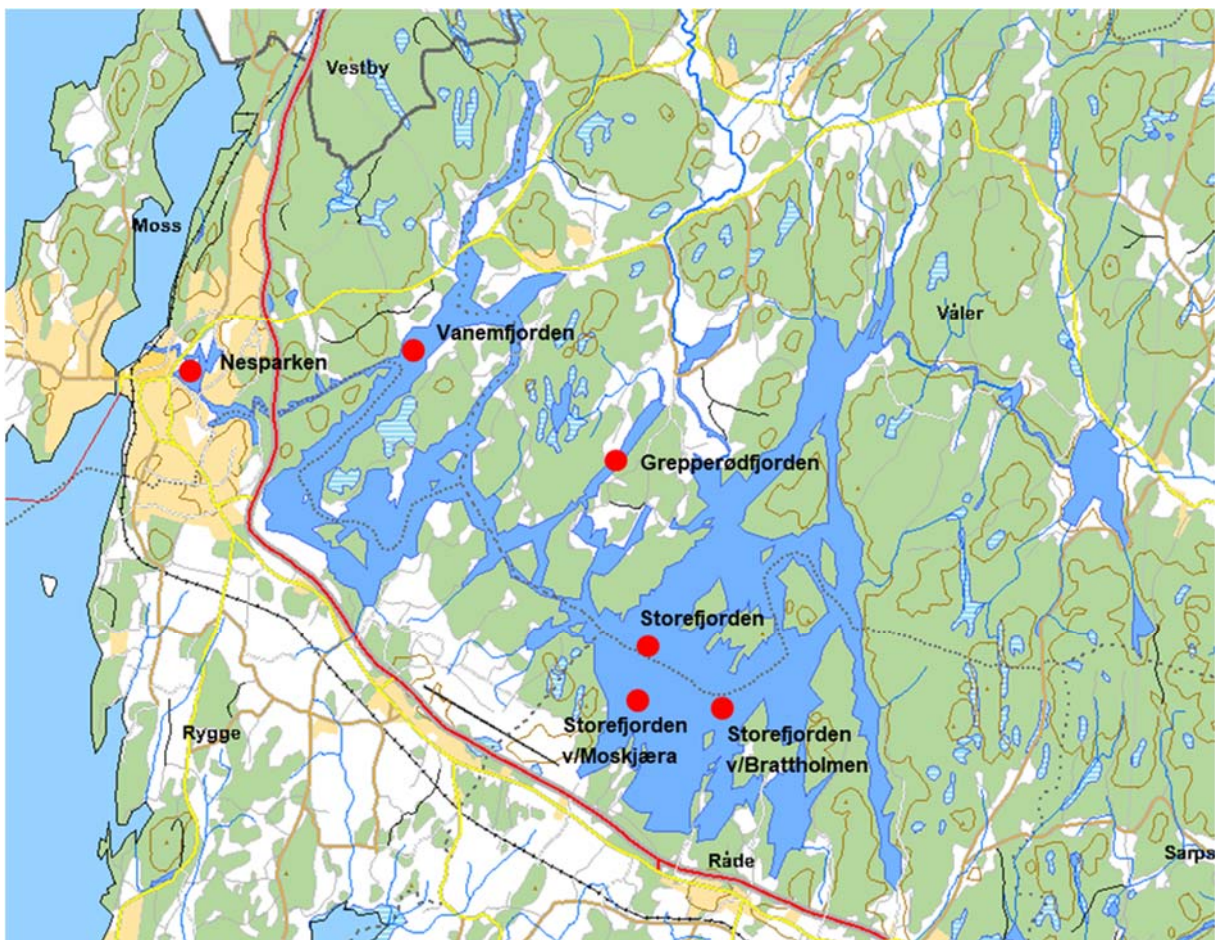 Vestby
Moss
Våler
Vanemfjorden
Nesparken
Grepperødfjorden
Storefjorden
Storefjorden
v/Moskjæra
Storefjorden
v/Brattholmen
Rygge
Råde
Sarps